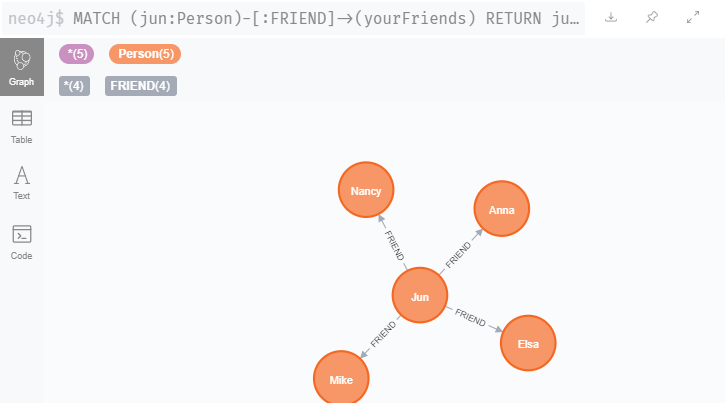 neo4j$ MATCH (jun:Person)-[:FRIEND]->(yourFriends) RETURN ju…
*(5) Person(5)
*(4) FRIEND(4)
Graph
Table
Text
Code
Nancy
Anna
FRIEND
FRIEND
Jun
FRIEND
Elsa
FRIEND
Mike